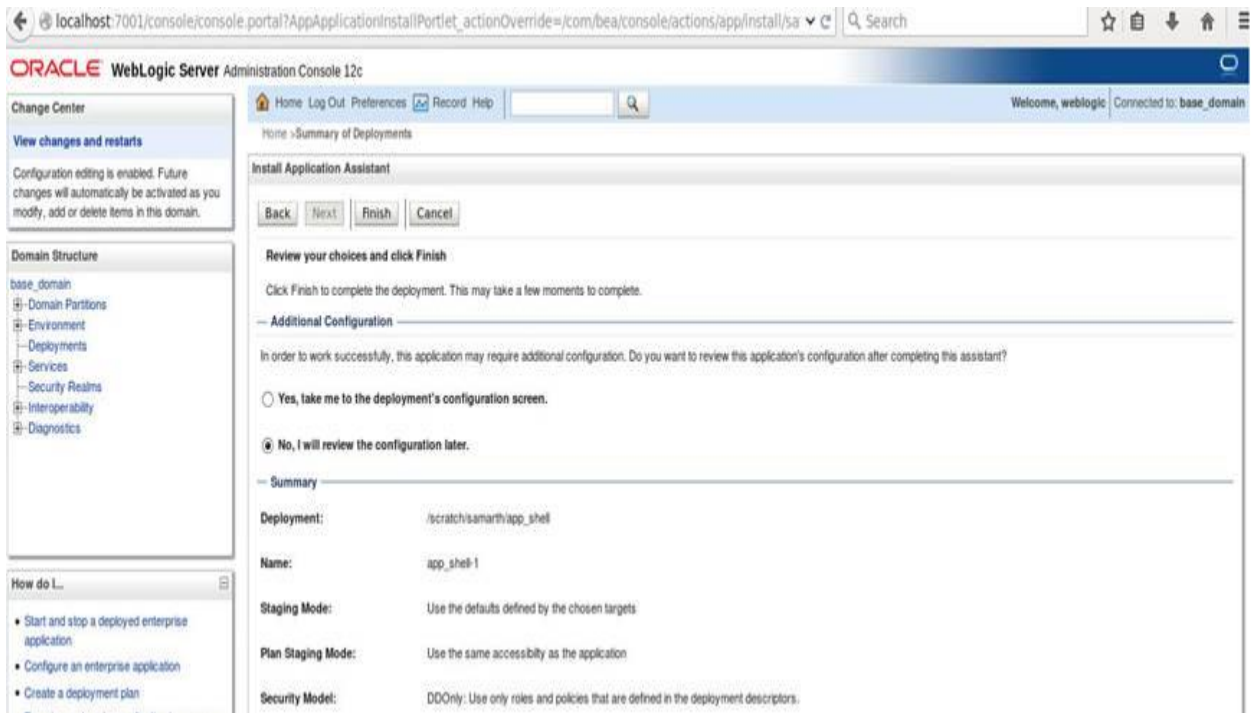 localhost:7001/console/console.portal?AppApplicationInstallPortlet_actionOverride=/com/bea/console/actions/app/install/sa
Search
ORACLE WebLogic Server Administration Console 12c
Change Center
View changes and restarts
Configuration editing is enabled. Future
changes will automatically be activated as you
modify, add or delete items in this domain.
Domain Structure
base_domain
Domain Partitions
Environment
Deployments
Services
Security Realms
Interoperability
Diagnostics
How do I...
Start and stop a deployed enterprise
application
Configure an enterprise application
Create a deployment plan
Home Log Out Preferences Record Help
Welcome, weblogic Connected to: base_domain
Home >Summary of Deployments
Install Application Assistant
Back Next Finish Cancel
Review your choices and click Finish
Click Finish to complete the deployment. This may take a few moments to complete.
Additional Configuration
In order to work successfully, this application may require additional configuration. Do you want to review this application's configuration after completing this assistant?
Yes, take me to the deployment's configuration screen.
No, I will review the configuration later.
Summary
Deployment: /scratch/samarth/app_shell
Name: app_shell-1
Staging Mode: Use the defaults defined by the chosen targets
Plan Staging Mode: Use the same accessibilty as the application
Security Model: DDOnly: Use only roles and policies that are defined in the deployment descriptors.